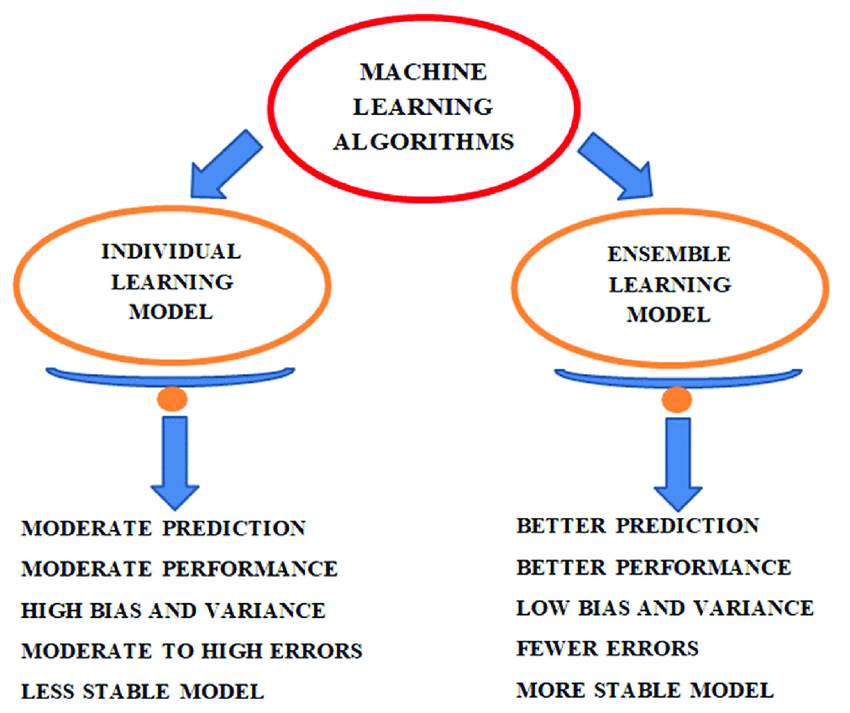 MACHINE
LEARNING
ALGORITHMS
INDIVIDUAL
LEARNING
MODEL
ENSEMBLE
LEARNING
MODEL
MODERATE PREDICTION
MODERATE PERFORMANCE
HIGH BIAS AND VARIANCE
MODERATE TO HIGH ERRORS
LESS STABLE MODEL
BETTER PREDICTION
BETTER PERFORMANCE
LOW BIAS AND VARIANCE
FEWER ERRORS
MORE STABLE MODEL